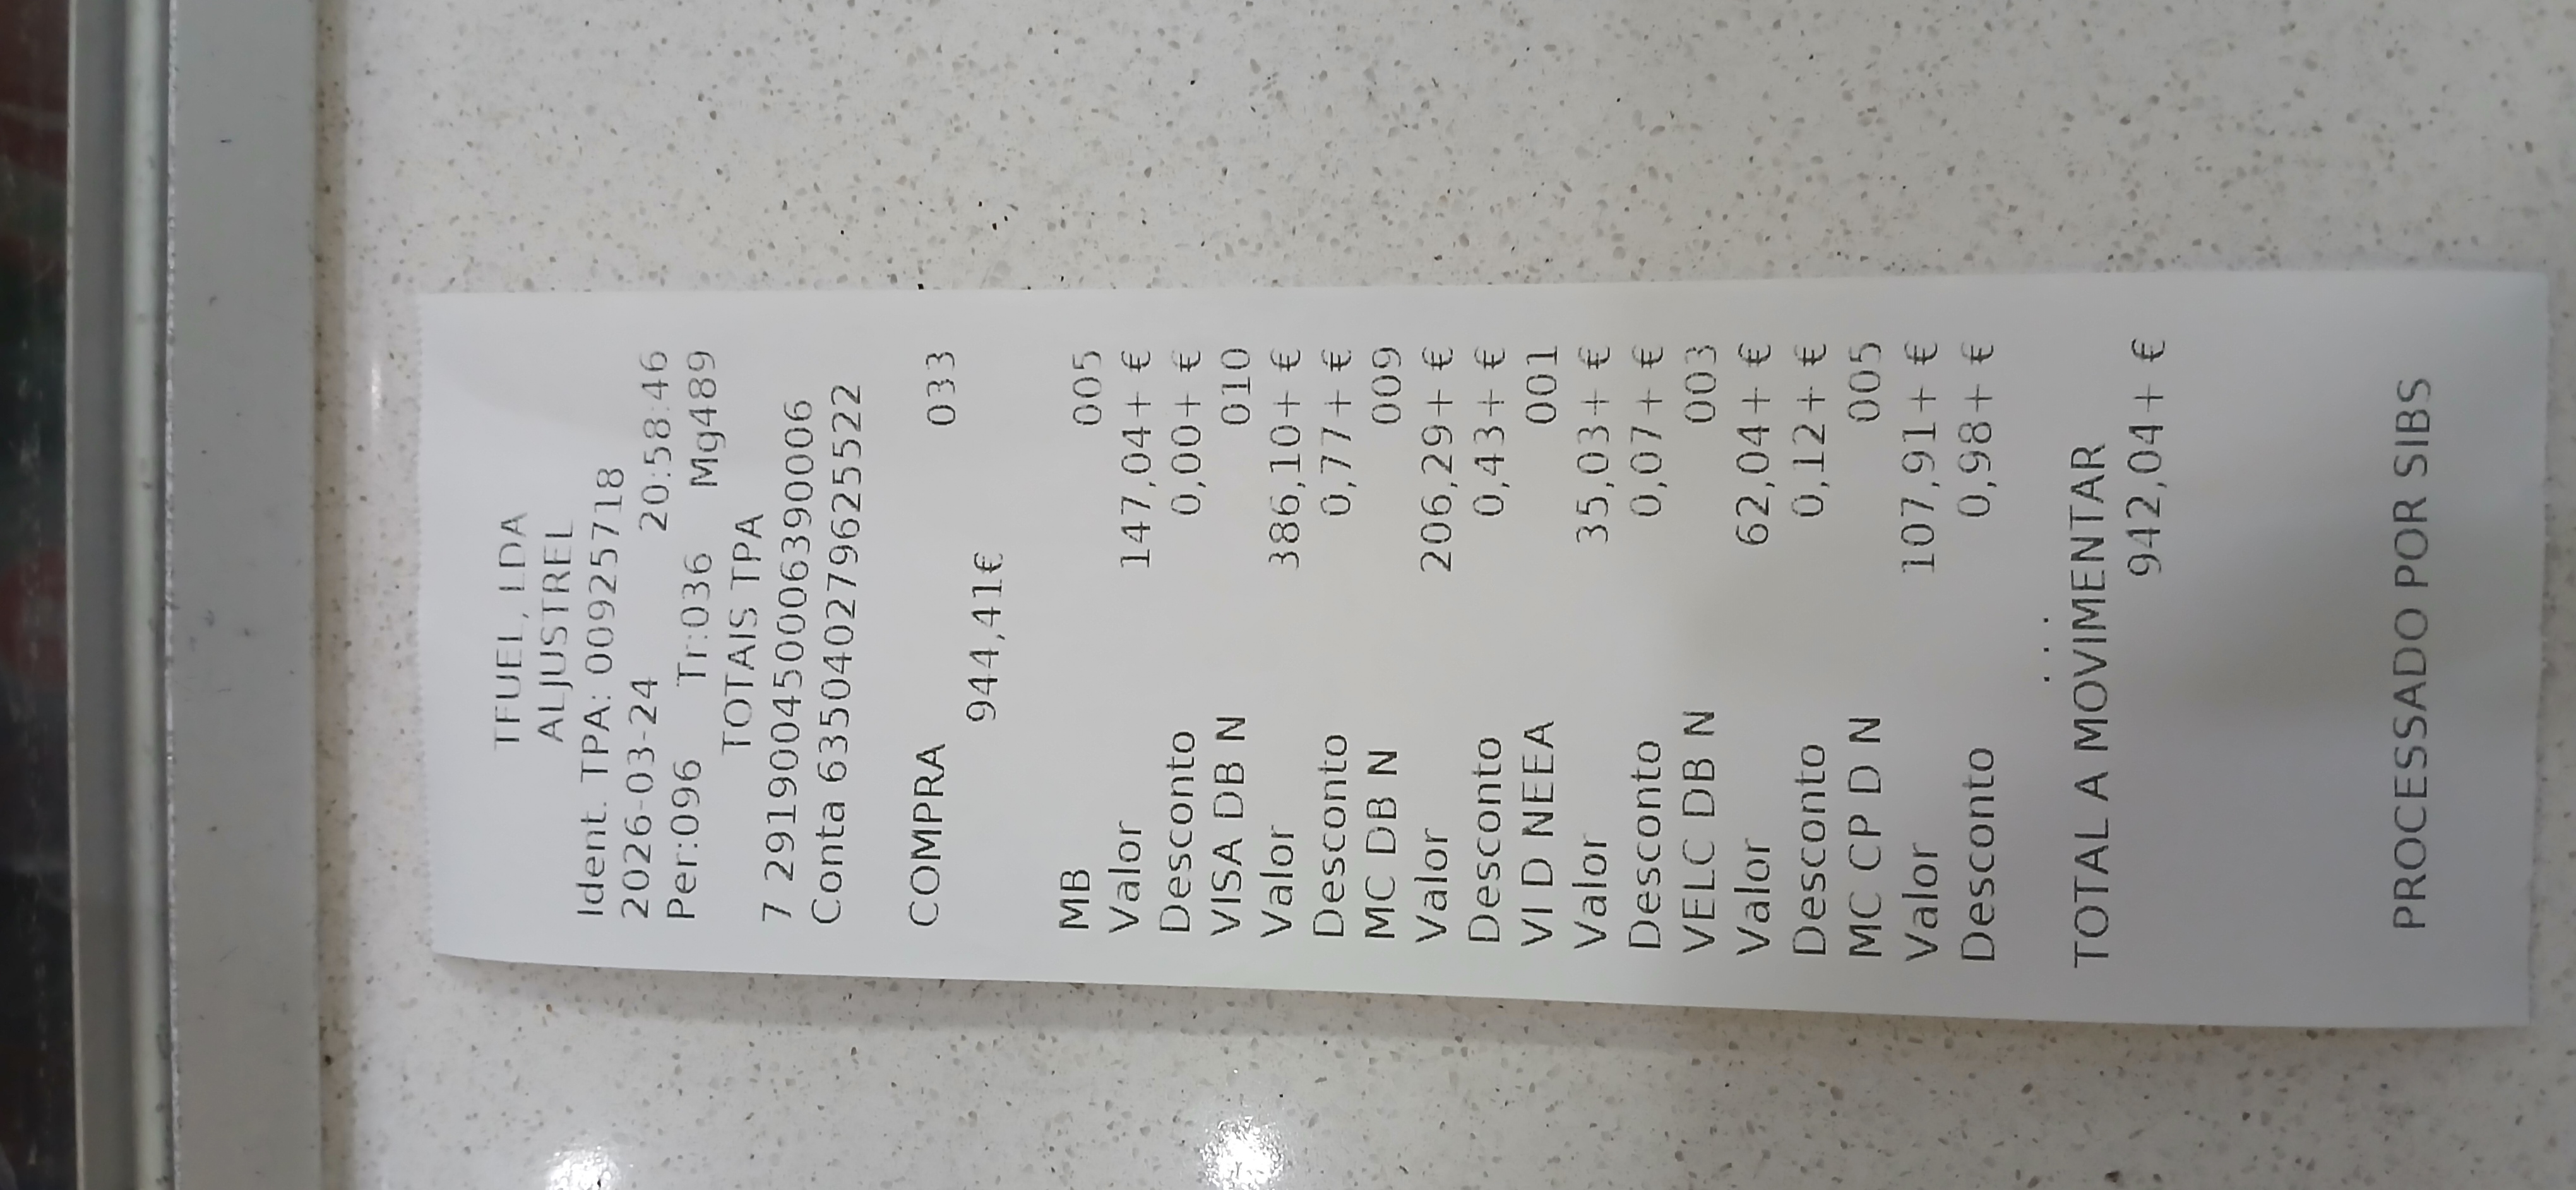 TFUEL, LDA
ALJUSTREL
Ident. TPA: 00925718
2026-03-24 20:58:46
Per:096 Tr:036 Mg489
TOTAIS TPA
7 291900450006390006
Conta 63504027962​5522
COMPRA 033
944,41€
MB 005
Valor 147,04+ €
Desconto 0,00+ €
VISA DB N 010
Valor 386,10+ €
Desconto 0,77+ €
MC DB N 009
Valor 206,29+ €
Desconto 0,43+ €
VI D NEEA 001
Valor 35,03+ €
Desconto 0,07+ €
VELC DB N 003
Valor 62,04+ €
Desconto 0,12+ €
MC CP D N 005
Valor 107,91+ €
Desconto 0,98+ €
...
TOTAL A MOVIMENTAR
942,04+ €
PROCESSADO POR SIBS